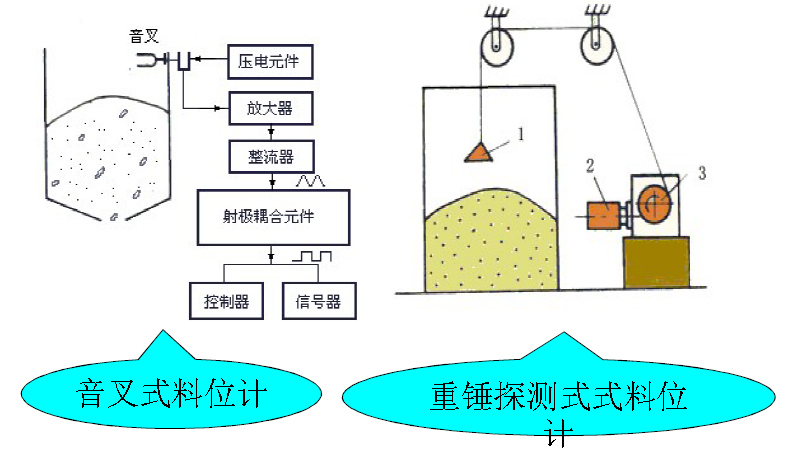 音叉
压电元件
放大器
整流器
射极耦合元件
控制器
信号器
1
2
3
音叉式料位计
重锤探测式式料位
计